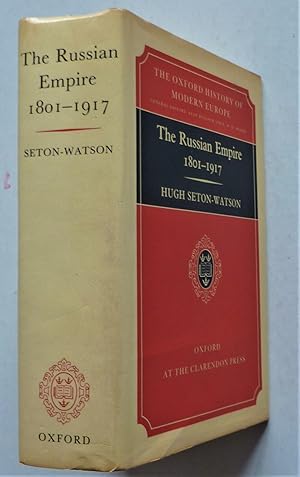 The Russian
Empire
1801–1917
SETON-WATSON
OXFORD
THE OXFORD HISTORY OF
MODERN EUROPE
The Russian Empire
1801–1917
HUGH SETON-WATSON
OXFORD
AT THE CLARENDON PRESS